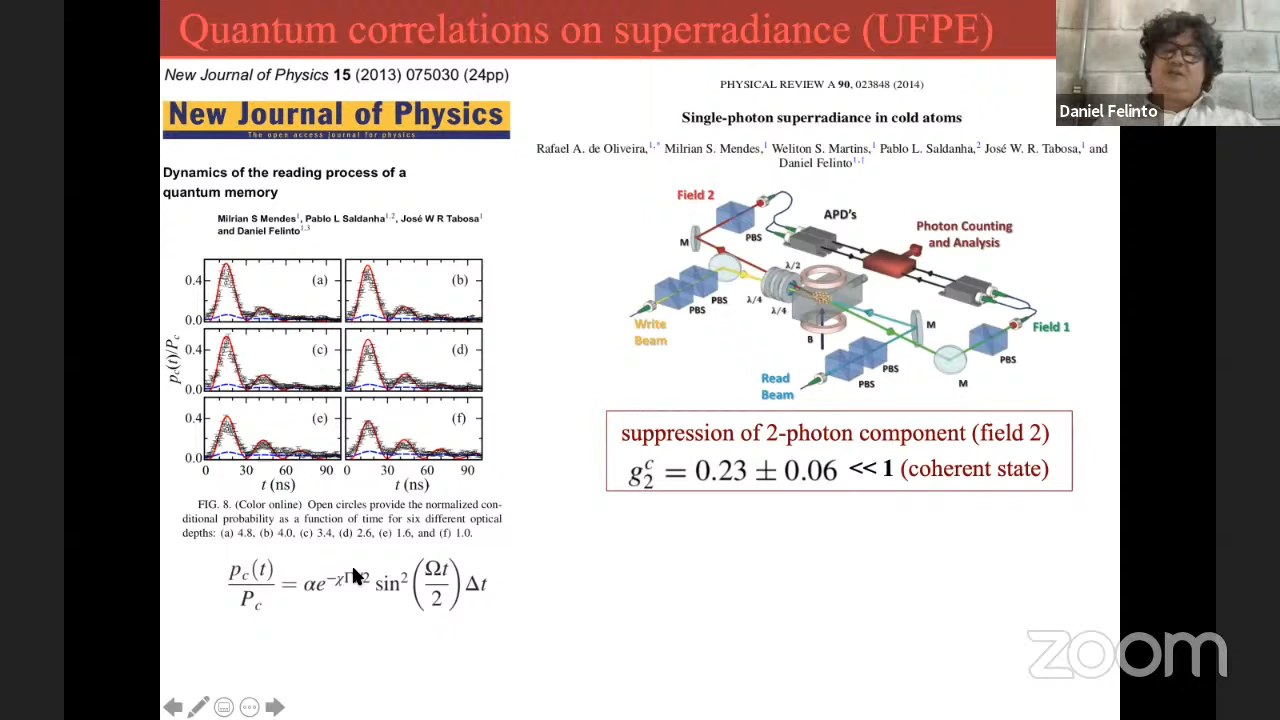 Quantum correlations on superradiance (UFPE)
Daniel Felinto
New Journal of Physics 15 (2013) 075030 (24pp)
New Journal of Physics
The open access journal for physics
Dynamics of the reading process of a
quantum memory
Milrian S Mendes1, Pablo L Saldanha1,2, José W R Tabosa1
and Daniel Felinto1,3
0.4
(a)
(b)
0.0
0.4
(c)
(d)
0.0
0.4
(e)
(f)
0.0
pc(t)/Pc
0 30 60 90 0 30 60 90
t (ns) t (ns)
FIG. 8. (Color online) Open circles provide the normalized con-
ditional probability as a function of time for six different optical
depths: (a) 4.8, (b) 4.0, (c) 3.4, (d) 2.6, (e) 1.6, and (f) 1.0.
pc(t)/Pc = αe^−χΓ /2 sin²(Ωt/2) Δt
PHYSICAL REVIEW A 90, 023848 (2014)
Single-photon superradiance in cold atoms
Rafael A. de Oliveira,1,* Milrian S. Mendes,1 Weliton S. Martins,1 Pablo L. Saldanha,2 José W. R. Tabosa,1 and
Daniel Felinto1,†
Field 2
APD's
PBS
M
Photon Counting
and Analysis
λ/2
PBS
PBS
λ/4
λ/4
Write
Beam
B
M
Field 1
PBS
M
PBS
PBS
Read
Beam
suppression of 2-photon component (field 2)
g2c = 0.23 ± 0.06 << 1 (coherent state)
zoom